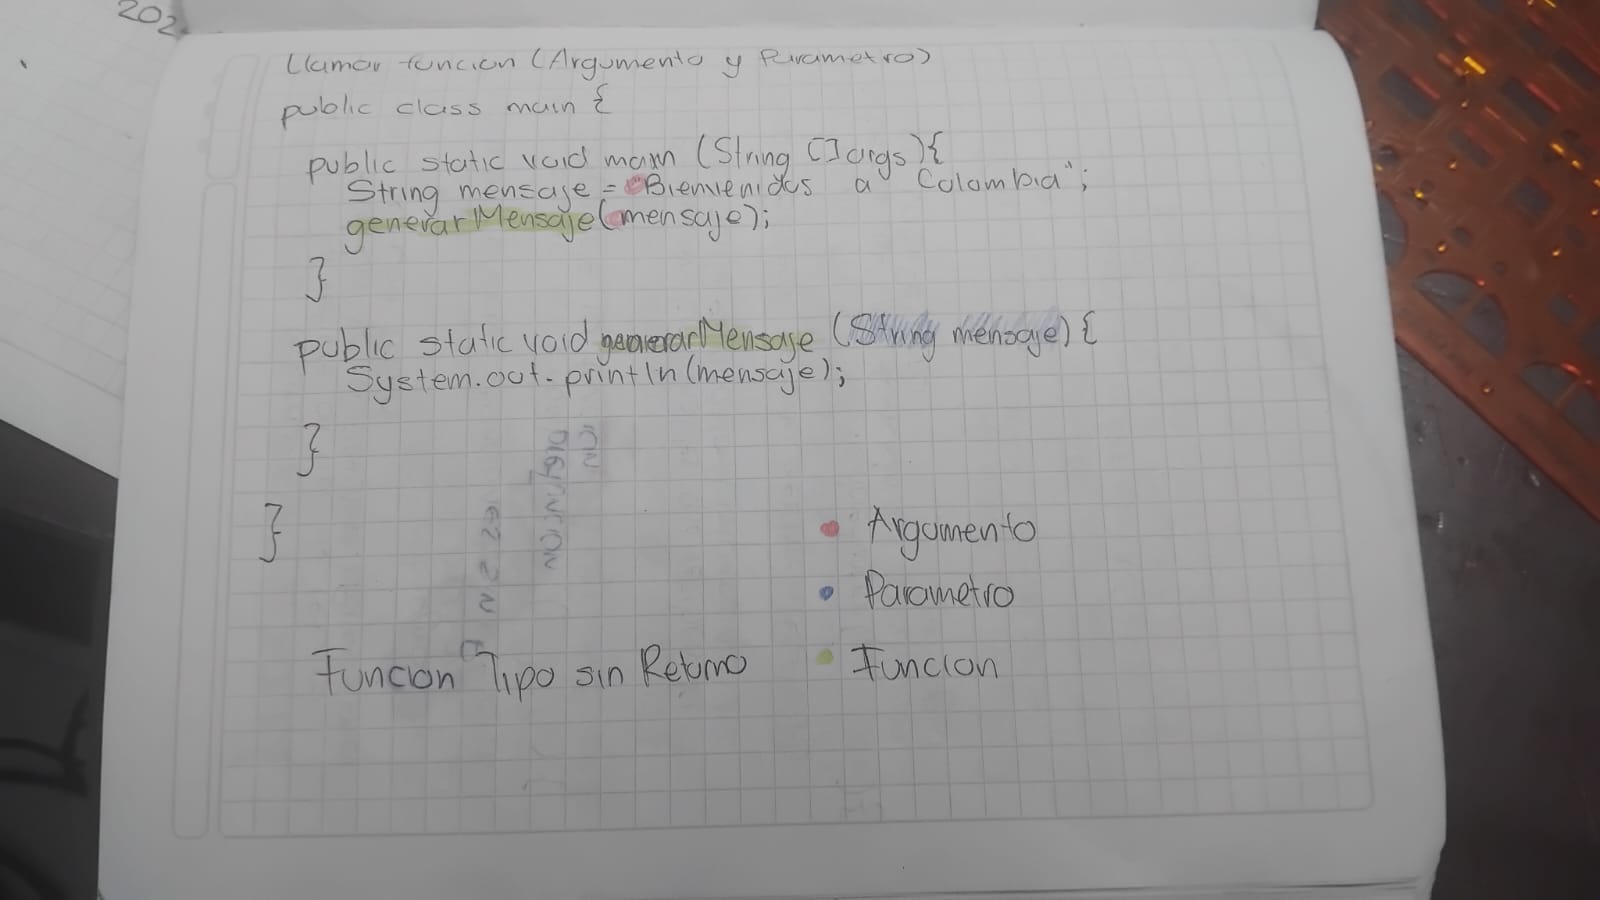 202
Llamar funcion (Argumento y Parametro)
public class main {
public static void main (String [] args){
String mensaje = "Bienvenidos a Colombia";
generarMensaje(mensaje);
}
public static void generarMensaje (String mensaje) {
System.out.println(mensaje);
}
}
Argumento
Parametro
Funcion Tipo sin Retorno
Funcion